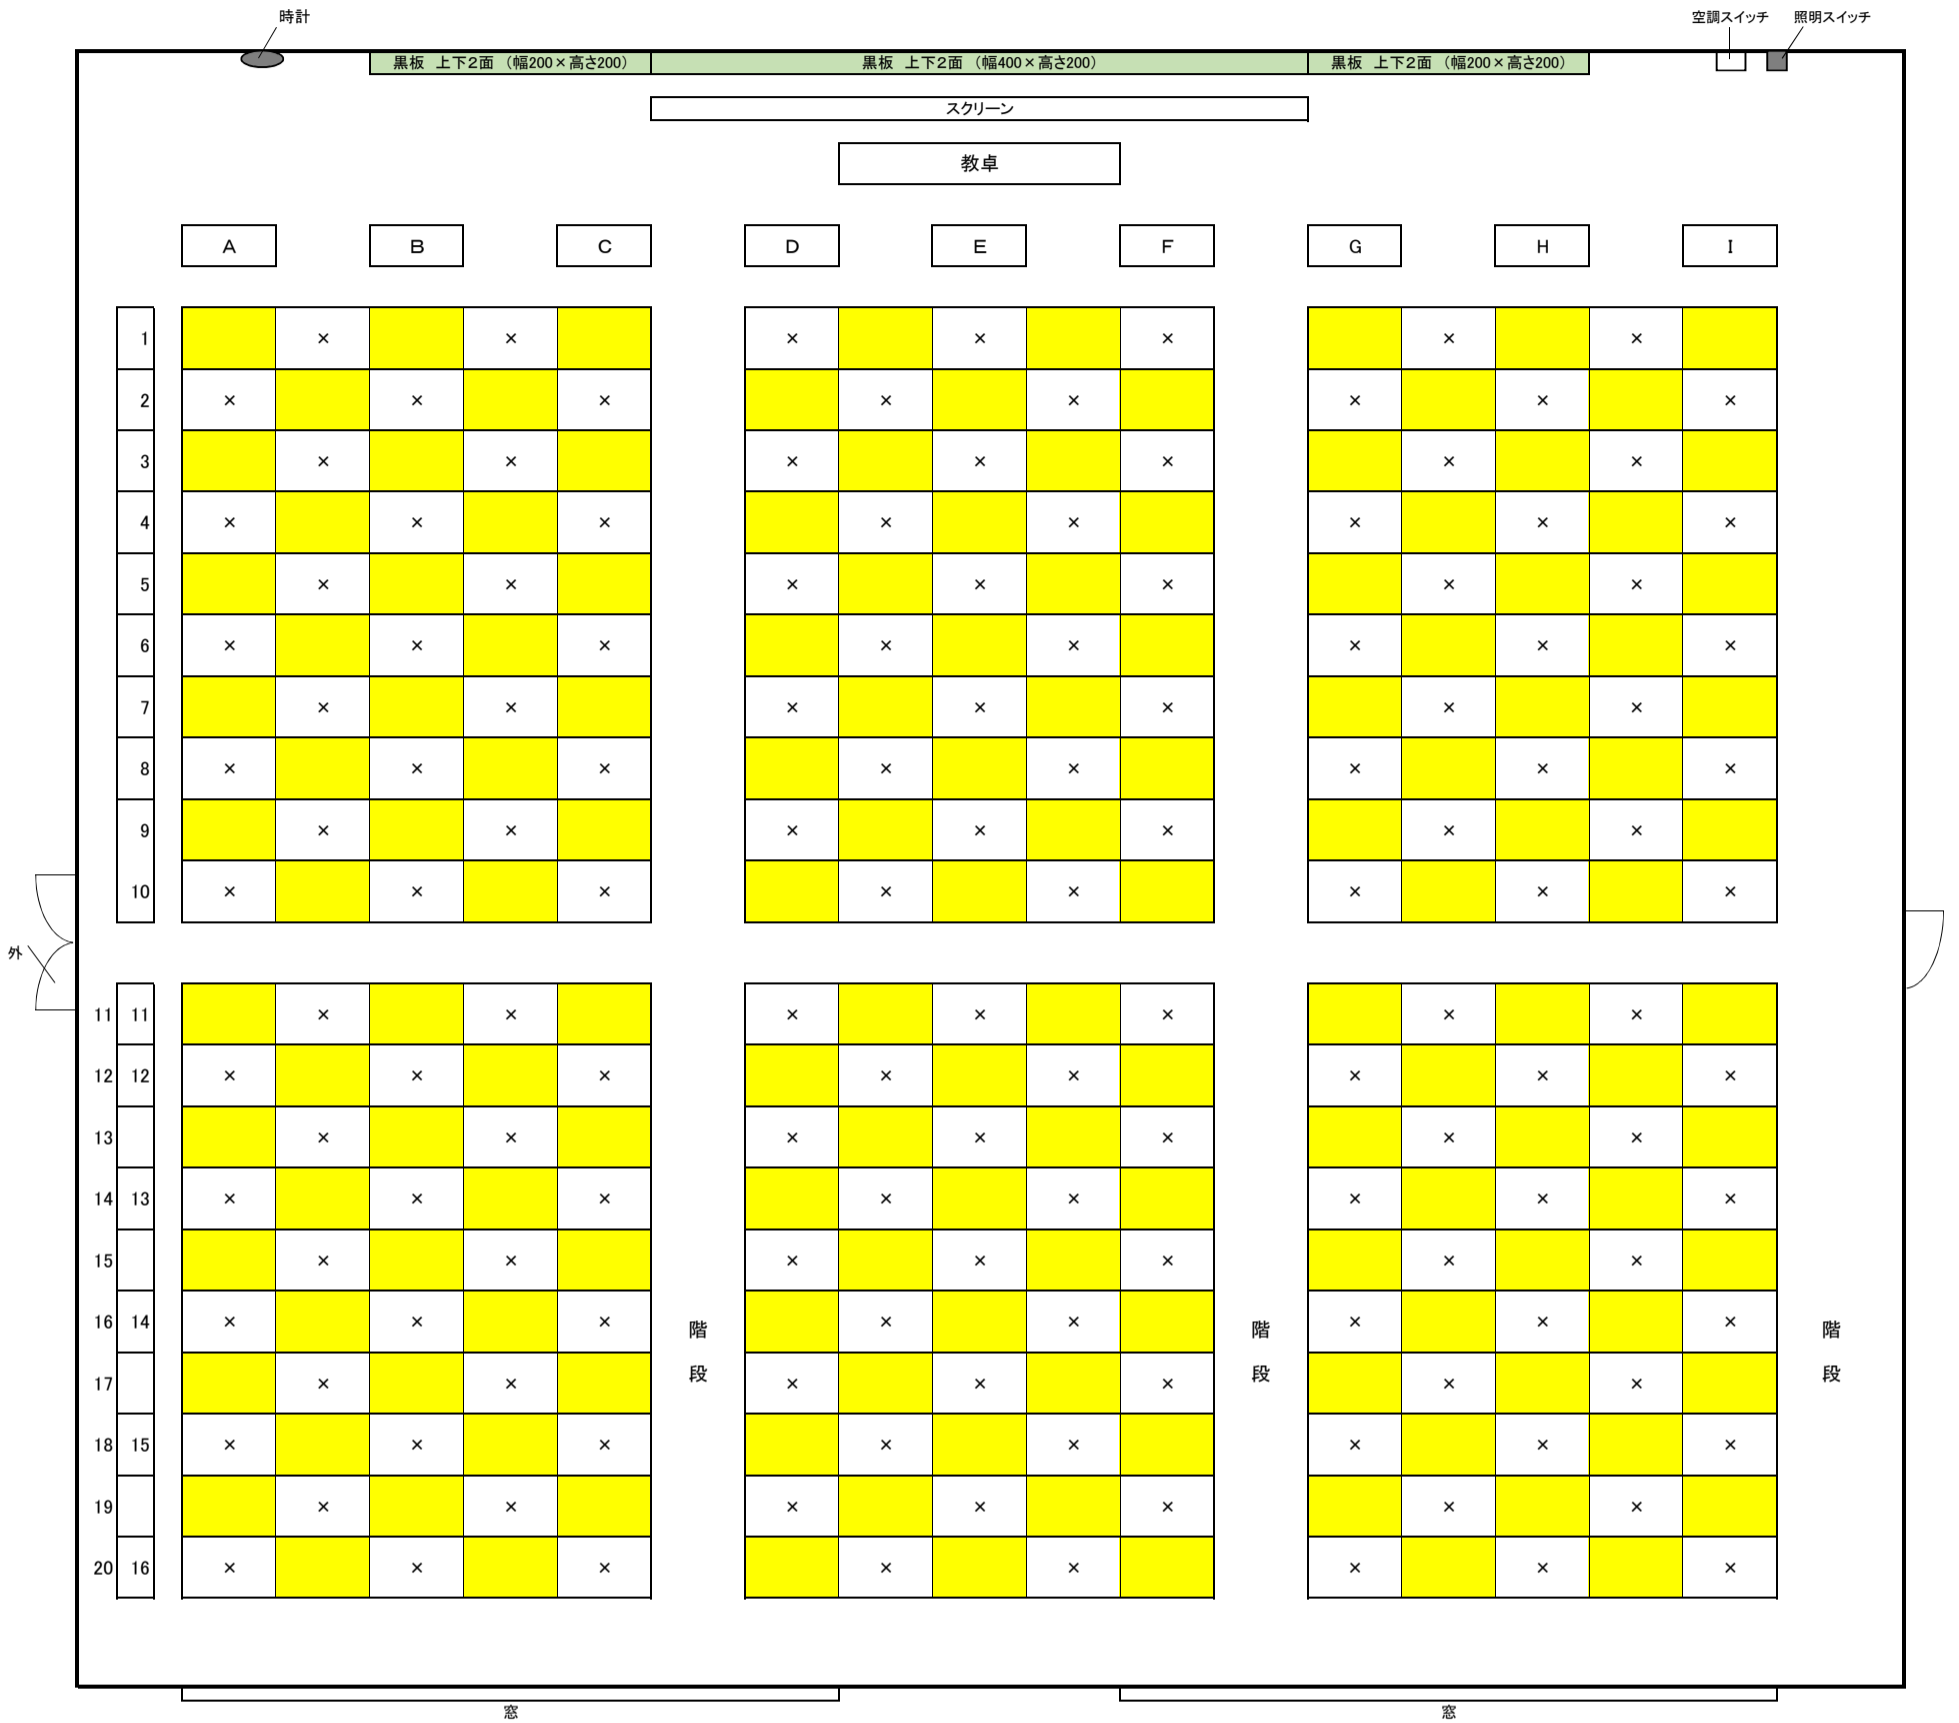 時計
空調スイッチ 照明スイッチ
黒板 上下2面 (幅200×高さ200) 黒板 上下2面 (幅400×高さ200) 黒板 上下2面 (幅200×高さ200)
スクリーン
教卓
A B C D E F G H I
1 × × × × × × ×
2 × × × × × × × ×
3 × × × × × × ×
4 × × × × × × × ×
5 × × × × × × ×
6 × × × × × × × ×
7 × × × × × × ×
8 × × × × × × × ×
9 × × × × × × ×
10 × × × × × × × ×
外
11 11 × × × × × × ×
12 12 × × × × × × × ×
13 × × × × × × ×
14 13 × × × × × × × ×
15 × × × × × × ×
16 14 × × × × × × × ×
階 階 階
段 段 段
17 × × × × × × ×
18 15 × × × × × × × ×
19 × × × × × × ×
20 16 × × × × × × × ×
窓 窓